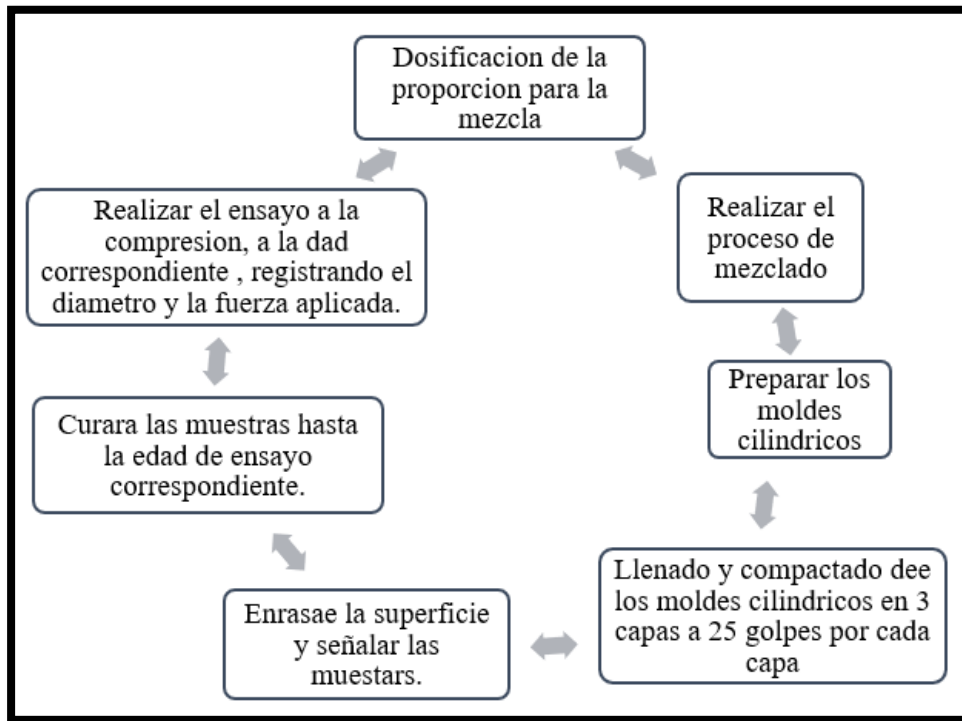 Dosificacion de la
proporcion para la
mezcla
Realizar el
proceso de
mezclado
Preparar los
moldes
cilindricos
Llenado y compactado dee
los moldes cilindricos en 3
capas a 25 golpes por cada
capa
Enrasae la superficie
y señalar las
muestars.
Curara las muestras hasta
la edad de ensayo
correspondiente.
Realizar el ensayo a la
compresion, a la dad
correspondiente , registrando el
diametro y la fuerza aplicada.